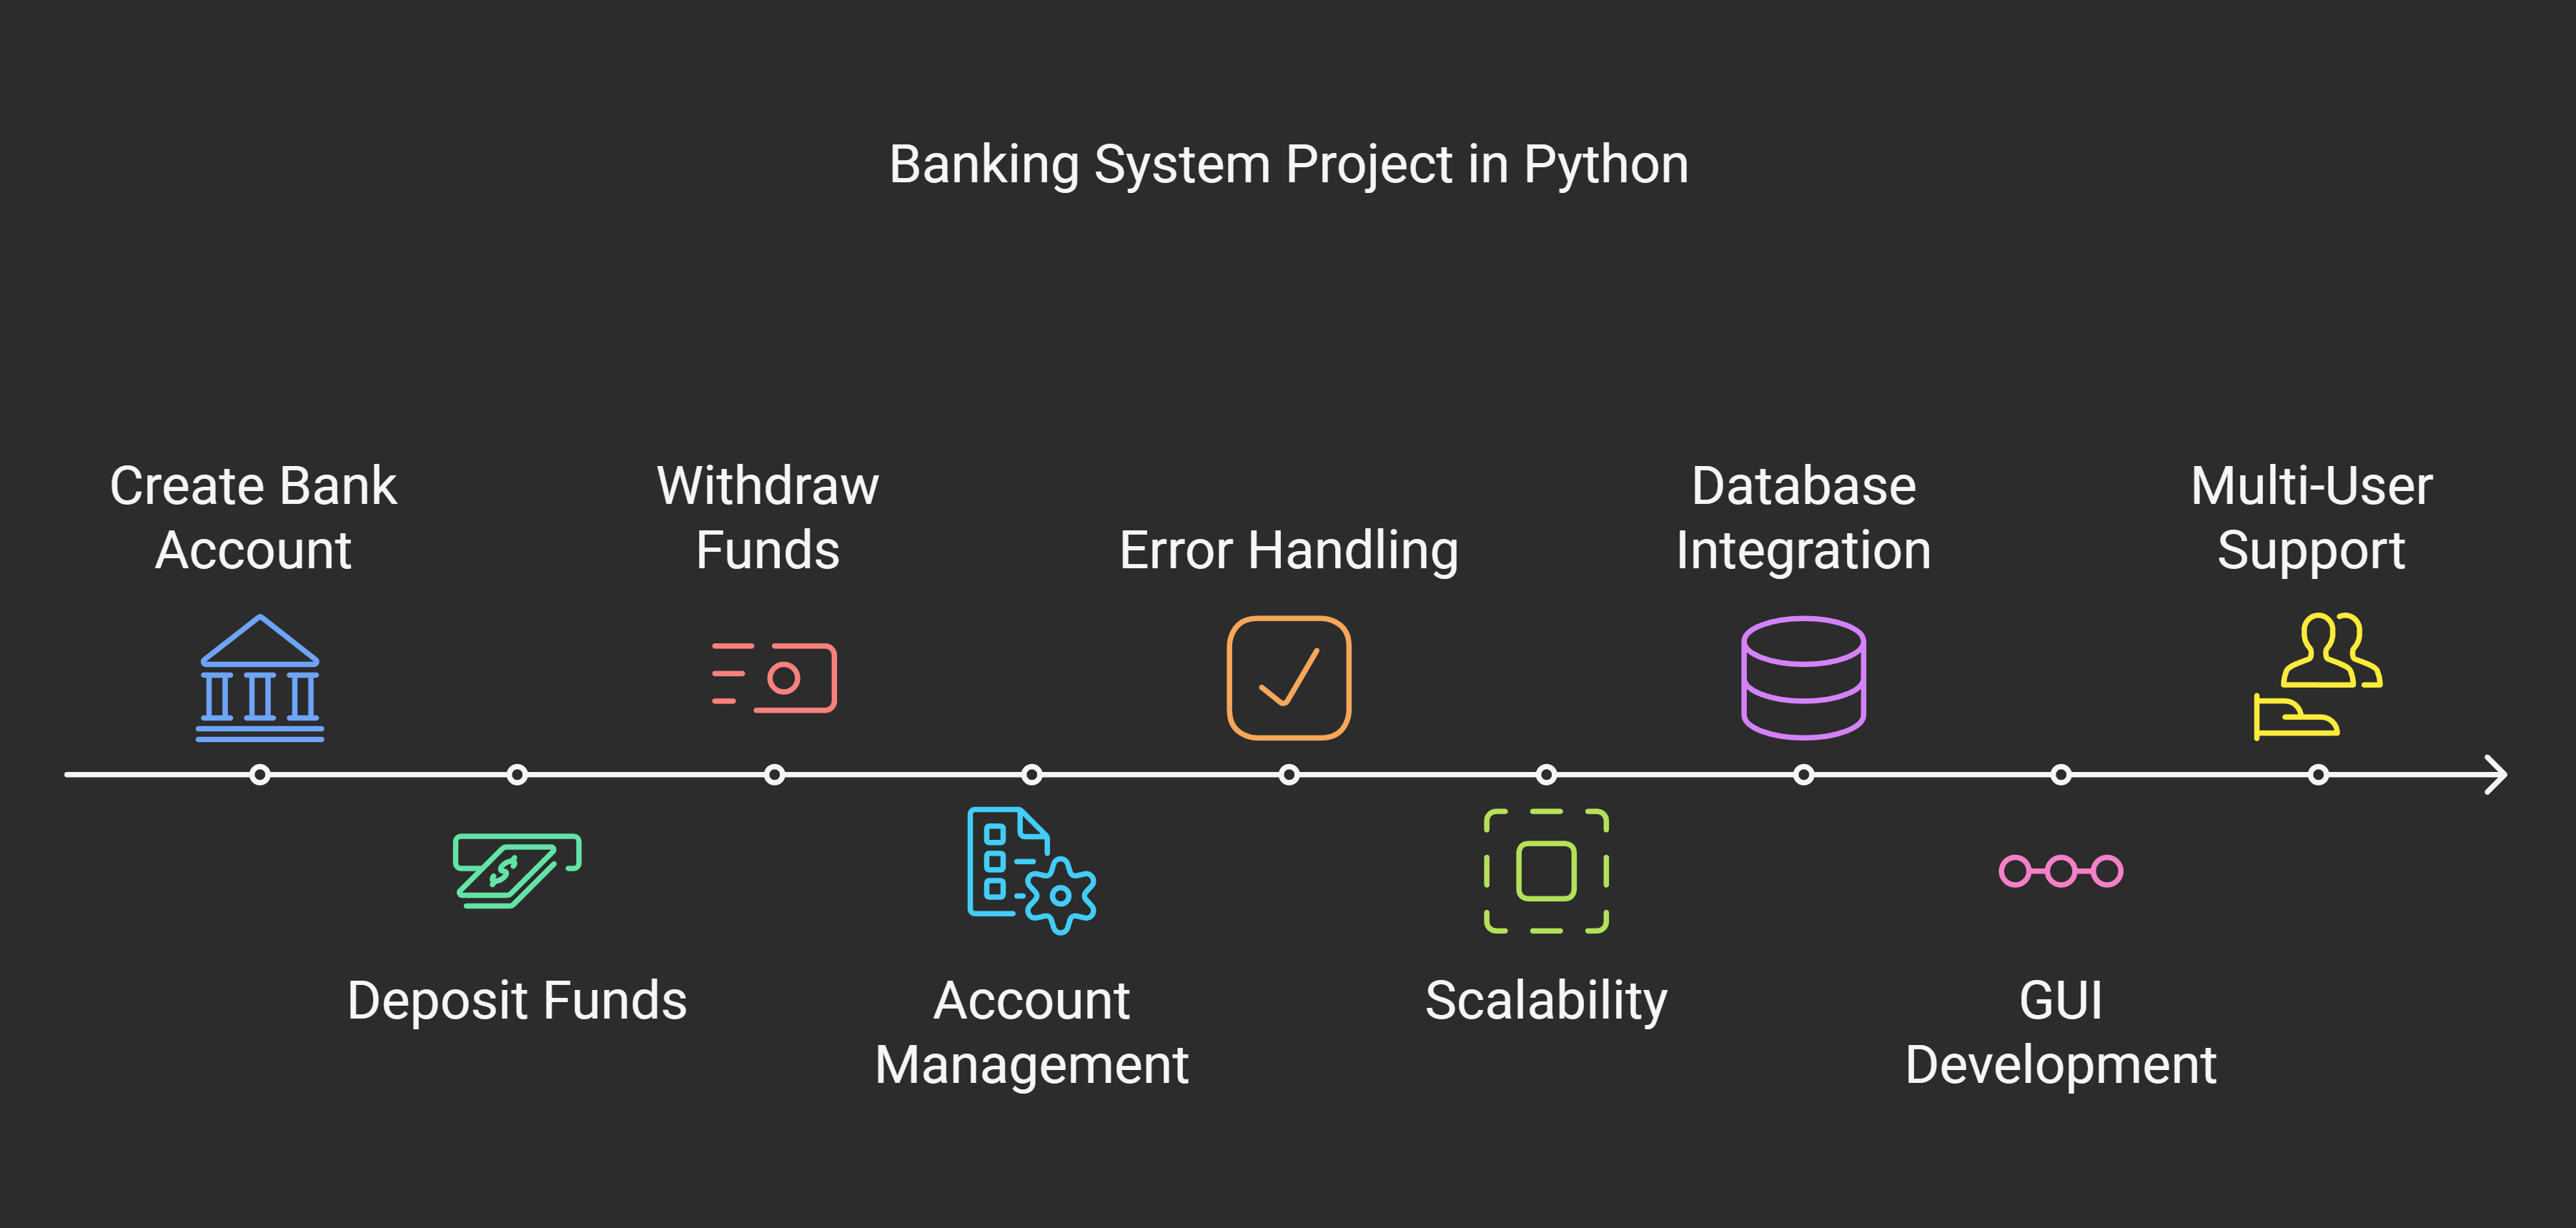 Banking System Project in Python
Create Bank
Account
Deposit Funds
Withdraw
Funds
Account
Management
Error Handling
Scalability
Database
Integration
GUI
Development
Multi-User
Support